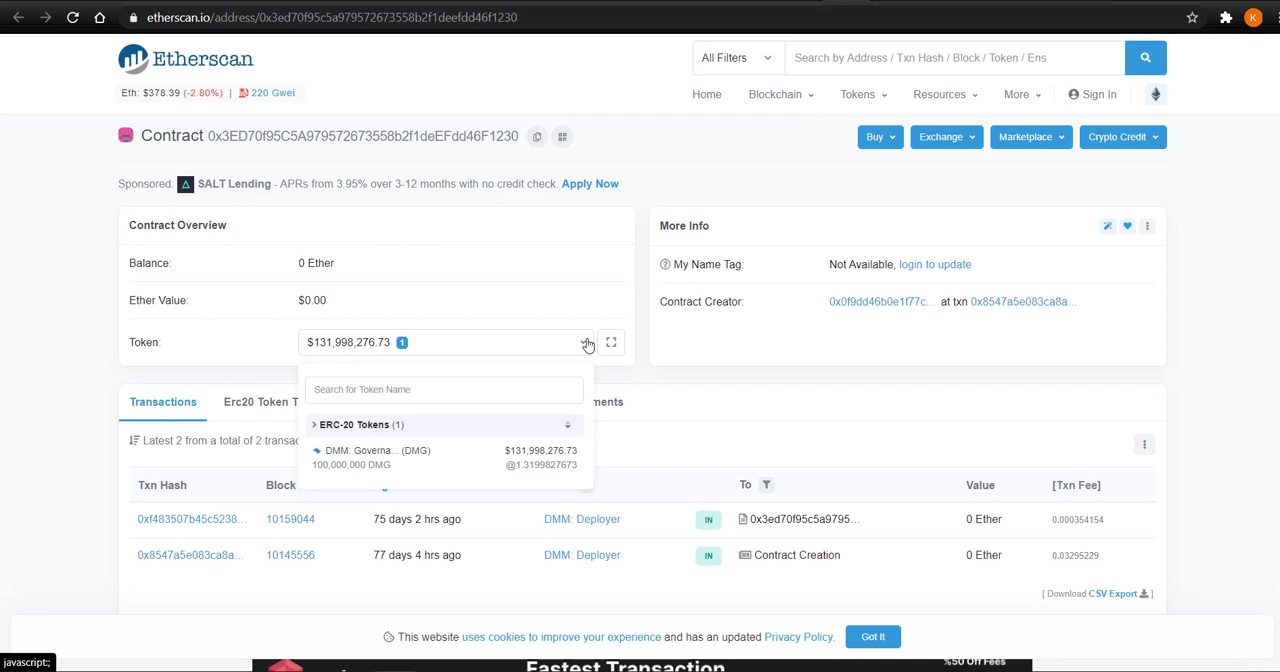 etherscan.io/address/0x3ed70f95c5a979572673558b2f1deefdd46f1230
K
Etherscan
All Filters
Search by Address / Txn Hash / Block / Token / Ens
Eth: $378.39 (-2.80%) | 220 Gwei
Home Blockchain Tokens Resources More Sign In
Contract 0x3ED70f95C5A979572673558b2f1deEFdd46F1230
Buy Exchange Marketplace Crypto Credit
Sponsored: SALT Lending - APRs from 3.95% over 3-12 months with no credit check. Apply Now
Contract Overview
Balance: 0 Ether
Ether Value: $0.00
Token: $131,998,276.73 1
Search for Token Name
ERC-20 Tokens (1)
DMM: Governa... (DMG) $131,998,276.73
100,000,000 DMG @1.3199827673
More Info
My Name Tag: Not Available, login to update
Contract Creator: 0x0f9dd46b0e1f77c... at txn 0x8547a5e083ca8a...
Transactions Erc20 Token T ments
Latest 2 from a total of 2 transac
Txn Hash Block To Value [Txn Fee]
0xf483507b45c5238... 10159044 75 days 2 hrs ago DMM: Deployer IN 0x3ed70f95c5a9795... 0 Ether 0.000354154
0x8547a5e083ca8a... 10145556 77 days 4 hrs ago DMM: Deployer IN Contract Creation 0 Ether 0.03295229
[ Download CSV Export ]
This website uses cookies to improve your experience and has an updated Privacy Policy. Got It
javascript:;
Fastest Transaction
%50 Off Fees